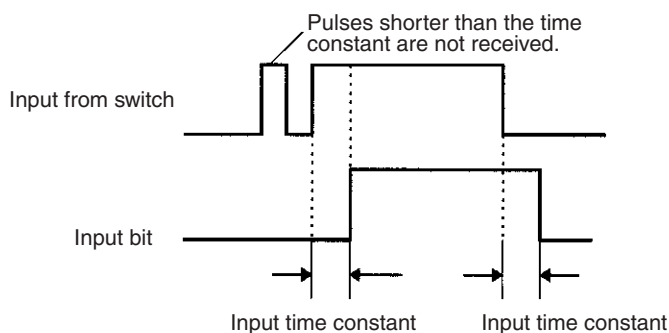 Pulses shorter than the time
constant are not received.
Input from switch
Input bit
Input time constant
Input time constant